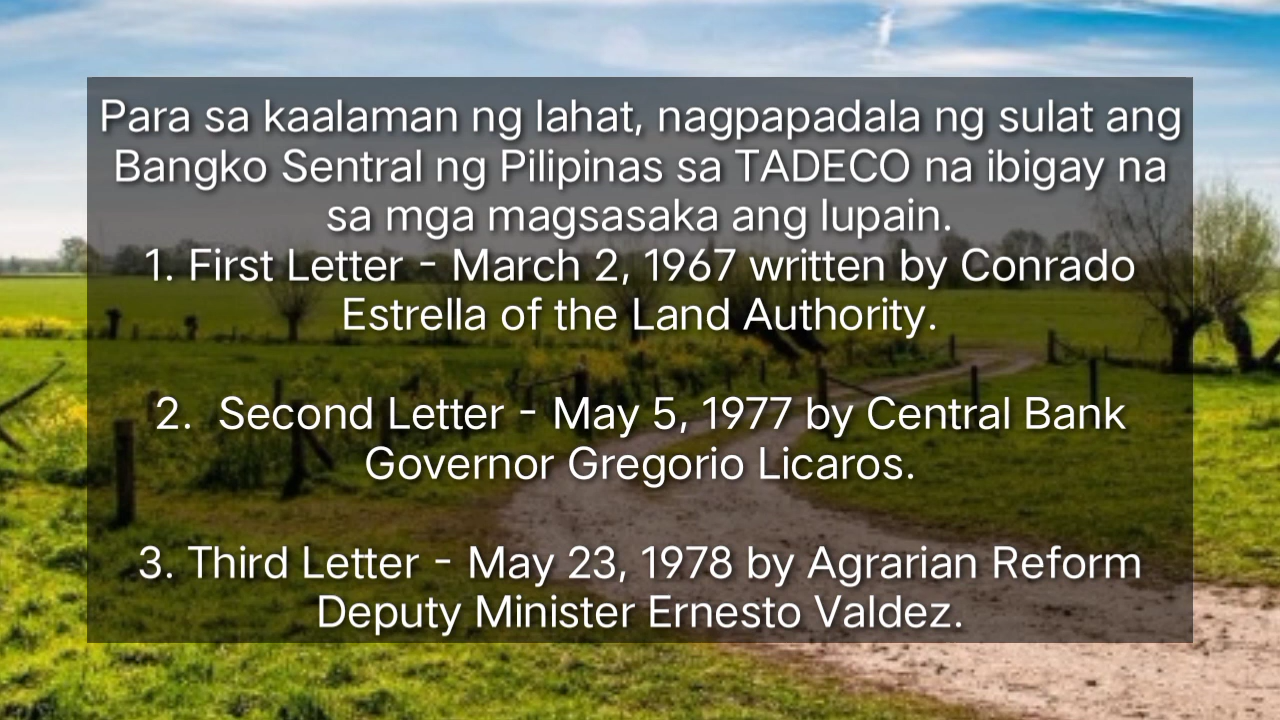 Para sa kaalaman ng lahat, nagpapadala ng sulat ang
Bangko Sentral ng Pilipinas sa TADECO na ibigay na
sa mga magsasaka ang lupain.
1. First Letter - March 2, 1967 written by Conrado
Estrella of the Land Authority.
2.  Second Letter - May 5, 1977 by Central Bank
Governor Gregorio Licaros.
3. Third Letter - May 23, 1978 by Agrarian Reform
Deputy Minister Ernesto Valdez.